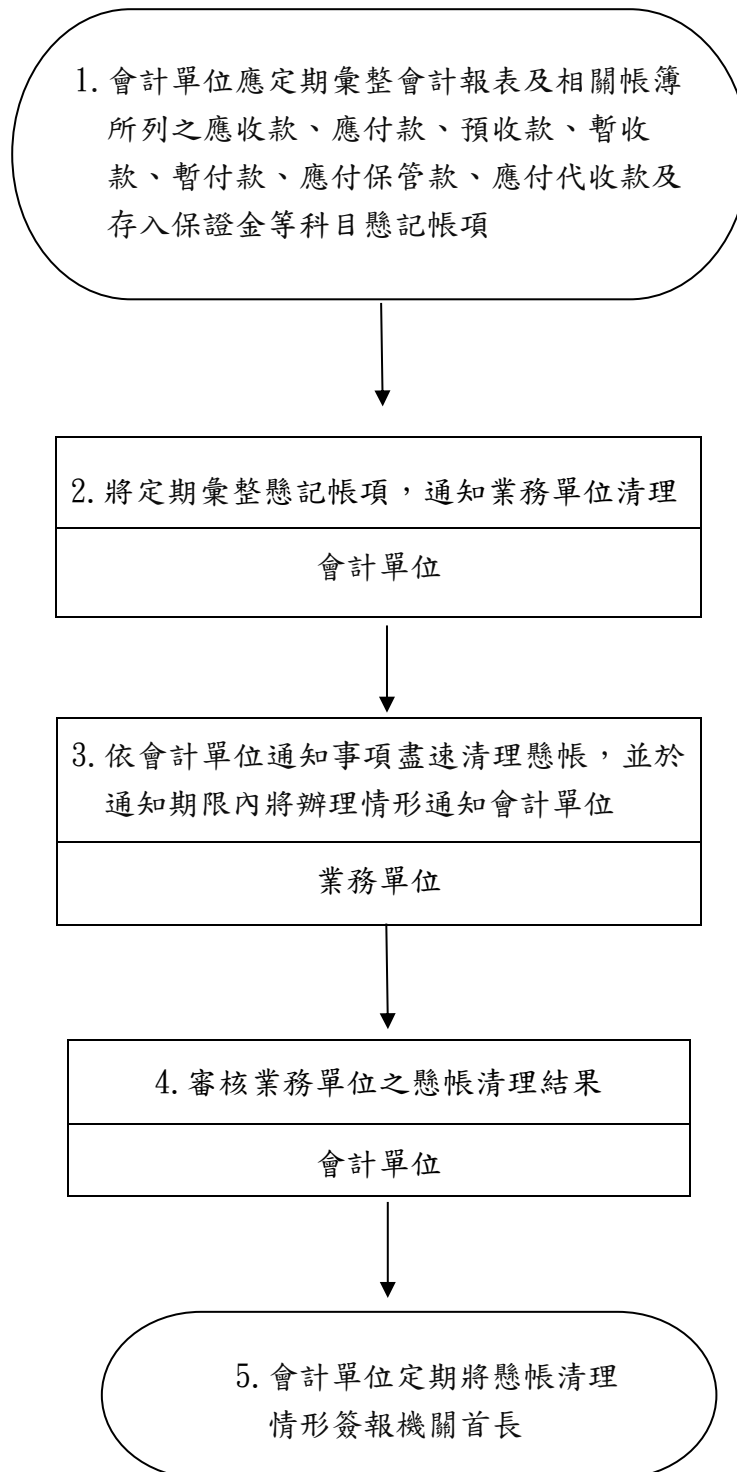 1. 會計單位應定期彙整會計報表及相關帳簿
所列之應收款、應付款、預收款、暫收
款、暫付款、應付保管款、應付代收款及
存入保證金等科目懸記帳項
2. 將定期彙整懸記帳項，通知業務單位清理
會計單位
3. 依會計單位通知事項盡速清理懸帳，並於
通知期限內將辦理情形通知會計單位
業務單位
4. 審核業務單位之懸帳清理結果
會計單位
5. 會計單位定期將懸帳清理
情形簽報機關首長